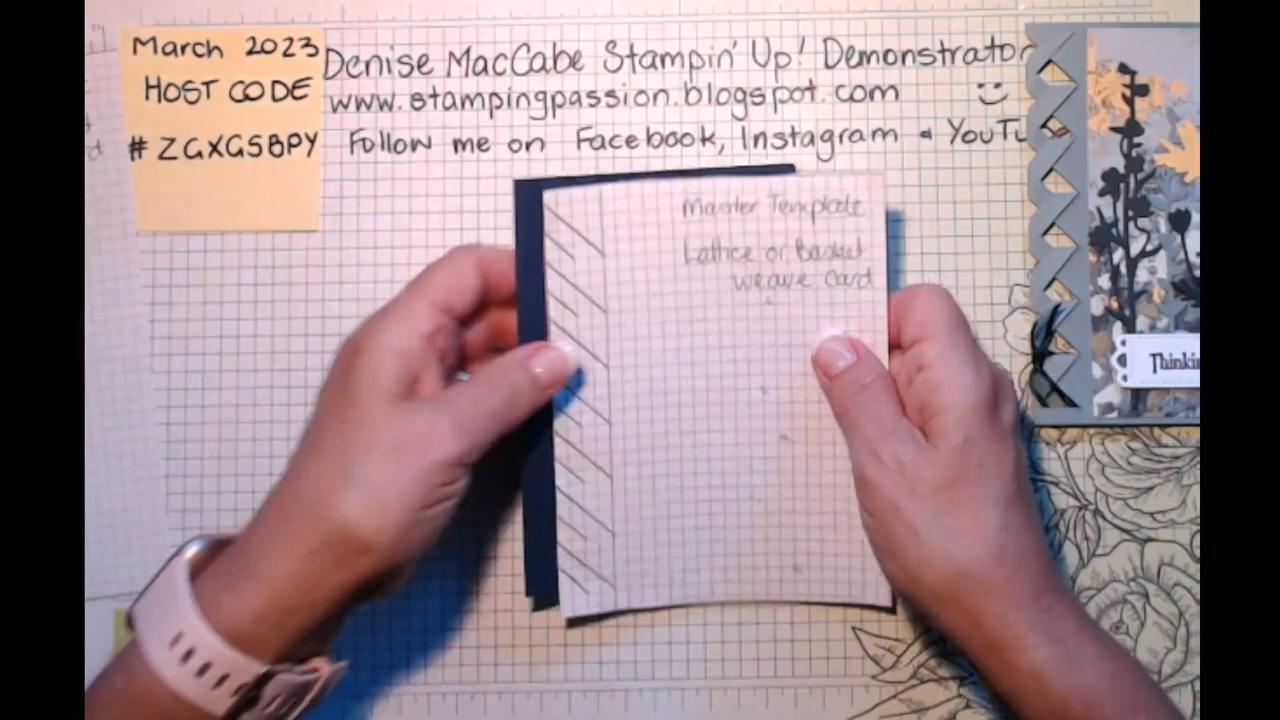 March 2023
HOST CODE
#ZGXGSBPY
Denise MacCabe Stampin' Up! Demonstrator
www.stampingpassion.blogspot.com
Follow me on Facebook, Instagram & YouTu
Master Template
Lattice or Basket
weave Card
Thinkin